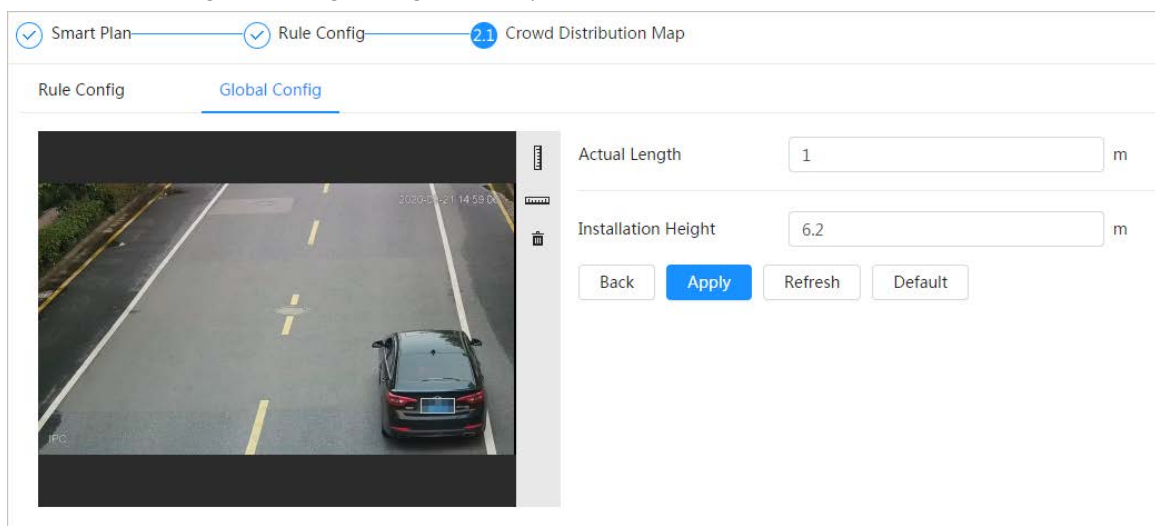 Smart Plan Rule Config 2.1 Crowd Distribution Map
Rule Config Global Config
Actual Length 1 m
Installation Height 6.2 m
Back Apply Refresh Default
IPC